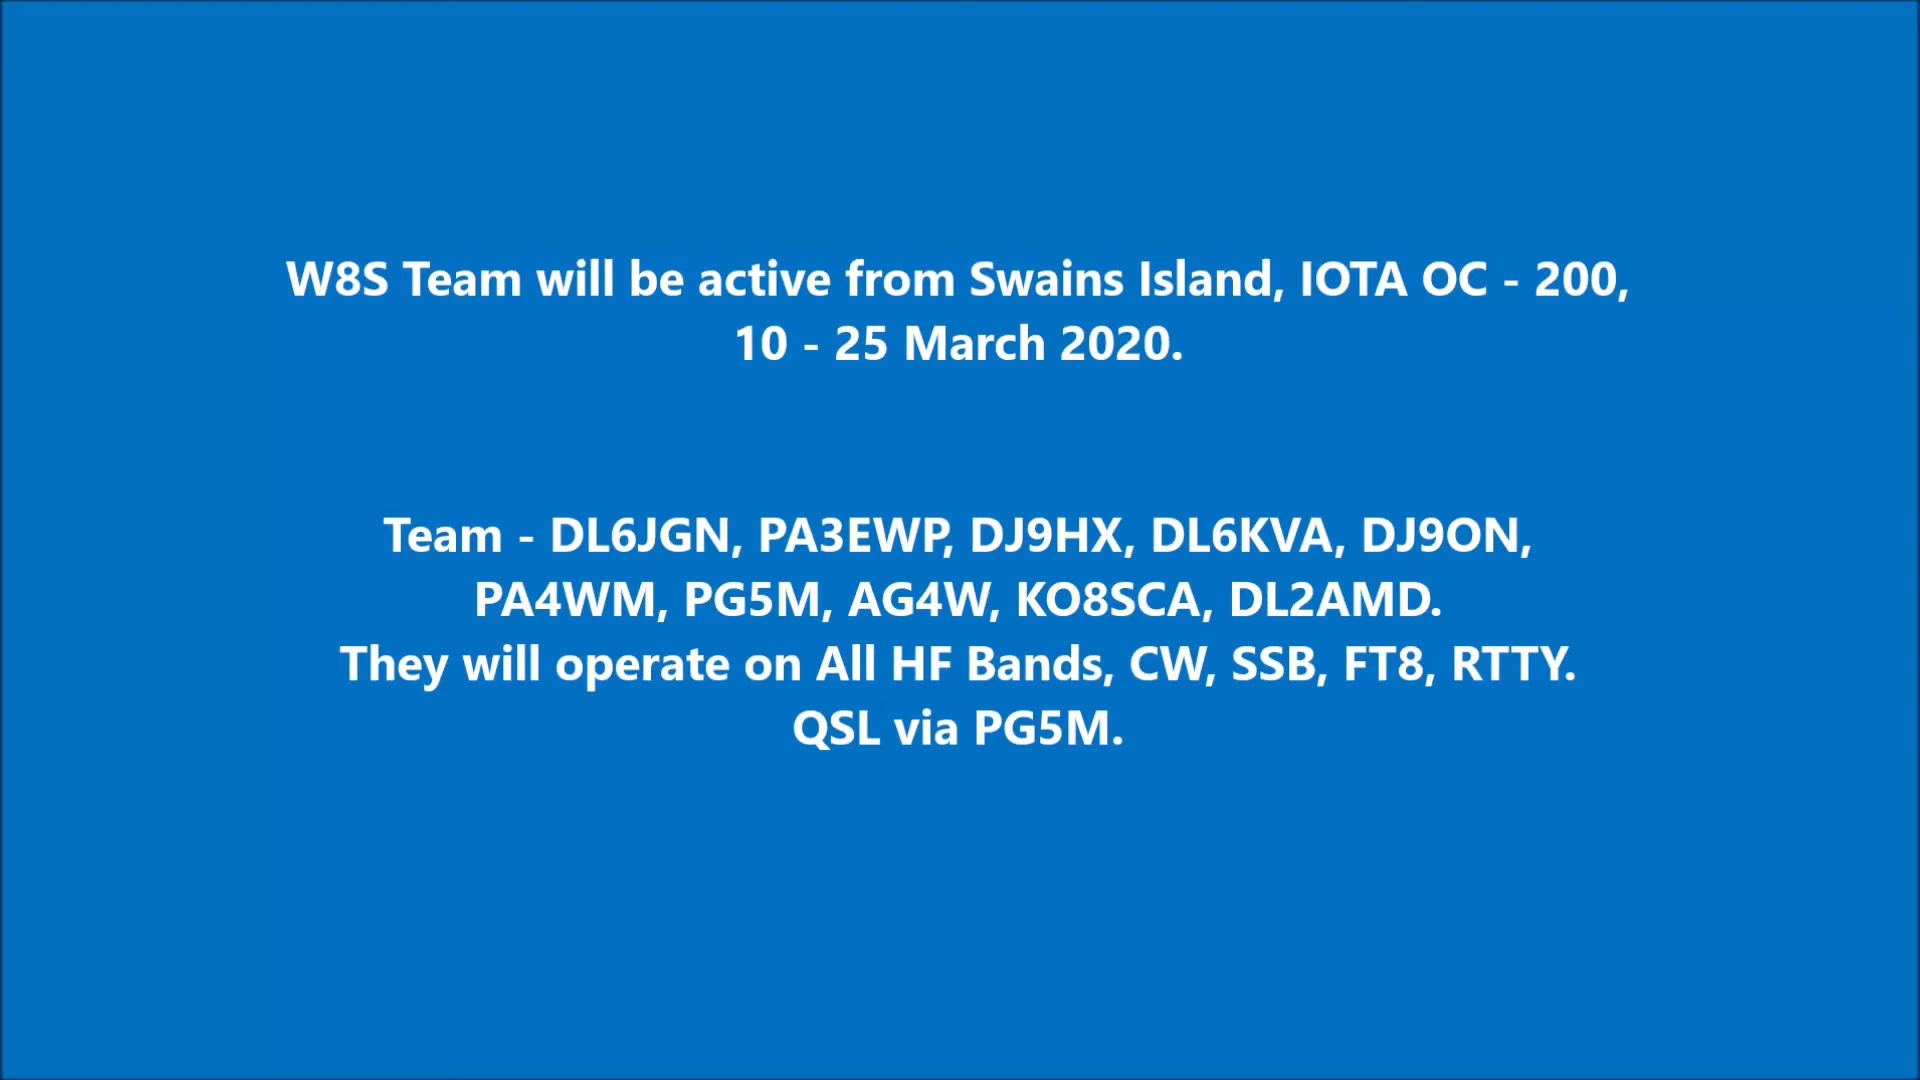 W8S Team will be active from Swains Island, IOTA OC - 200,
10 - 25 March 2020.
Team - DL6JGN, PA3EWP, DJ9HX, DL6KVA, DJ9ON,
PA4WM, PG5M, AG4W, KO8SCA, DL2AMD.
They will operate on All HF Bands, CW, SSB, FT8, RTTY.
QSL via PG5M.